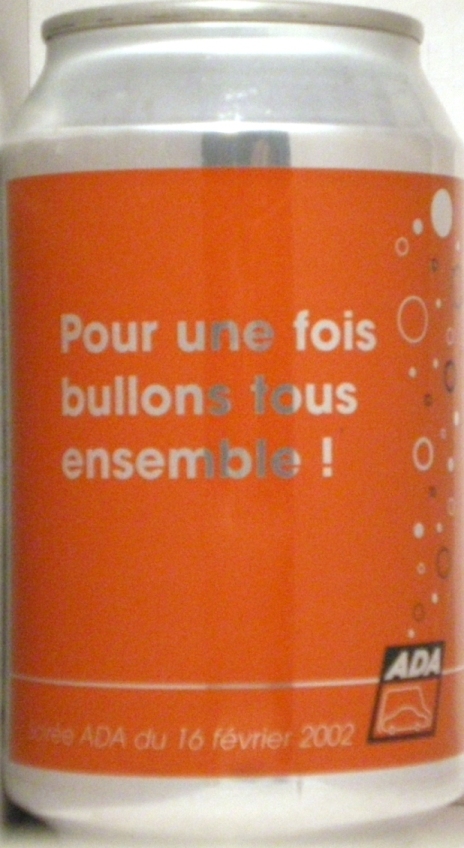 Pour une fois
bullons tous
ensemble !
ADA
soirée ADA du 16 février 2002